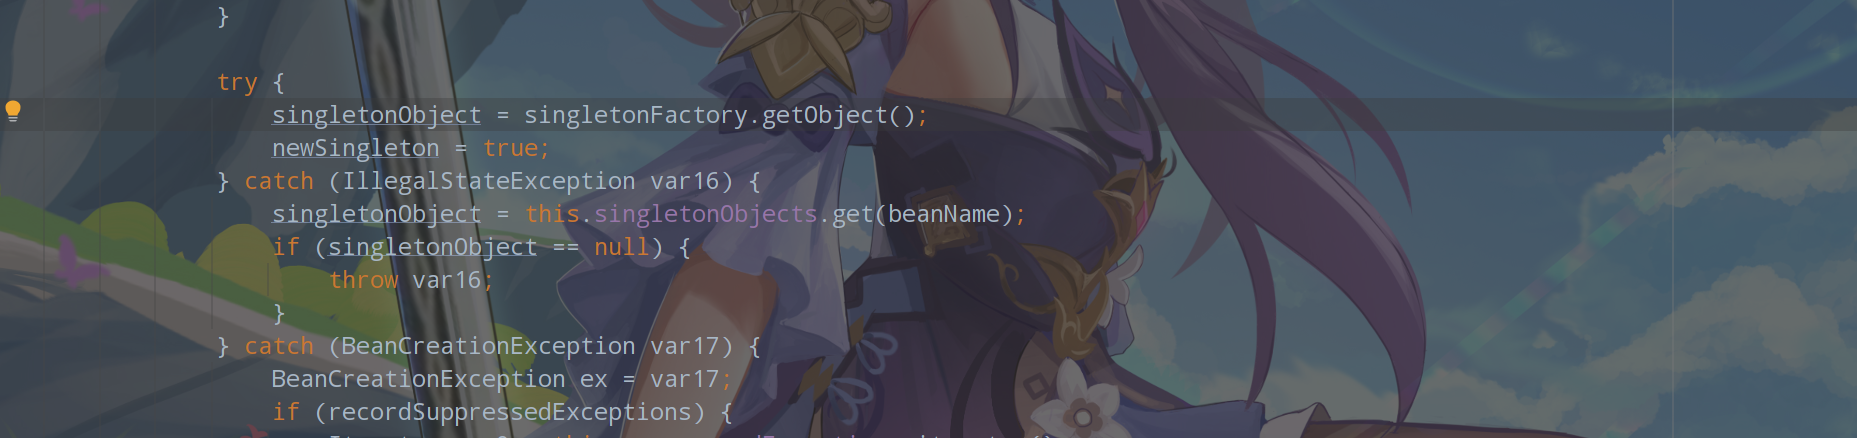 }
try {
singletonObject = singletonFactory.getObject();
newSingleton = true;
} catch (IllegalStateException var16) {
singletonObject = this.singletonObjects.get(beanName);
if (singletonObject == null) {
throw var16;
}
} catch (BeanCreationException var17) {
BeanCreationException ex = var17;
if (recordSuppressedExceptions) {